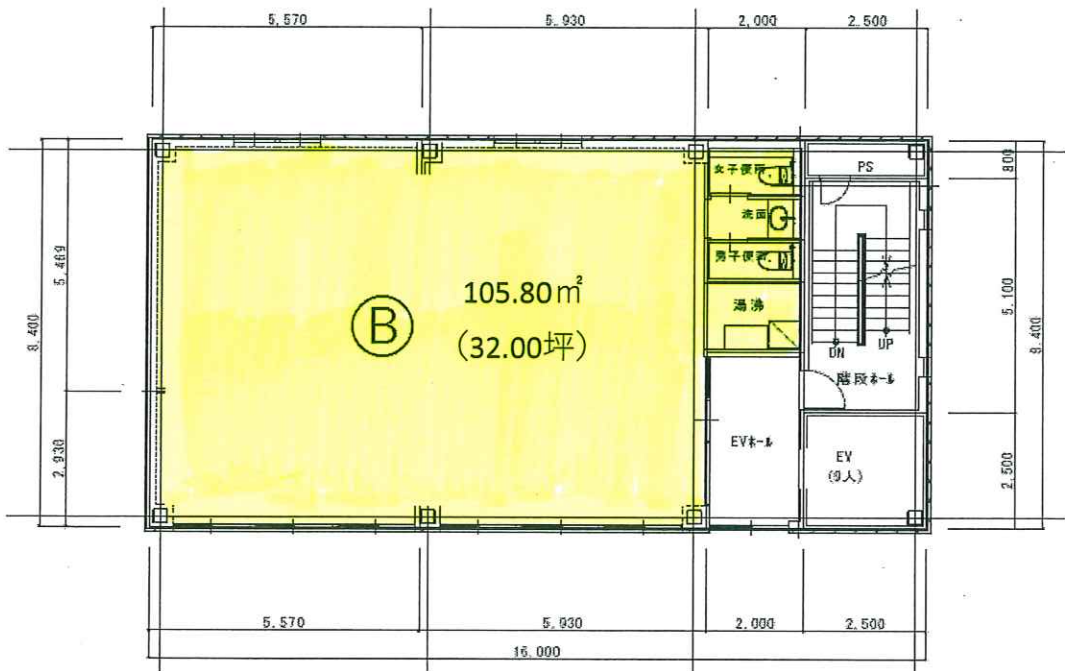 5,570
5,930
2,000
2,500
女子便所
PS
800
洗面
男子便所
5,469
105.80㎡
湯沸
5,100
8,400
B
(32.00坪)
8,400
DN
UP
階段ホール
2,930
EVホール
EV
(9人)
2,500
5,570
5,930
2,000
2,500
16,000